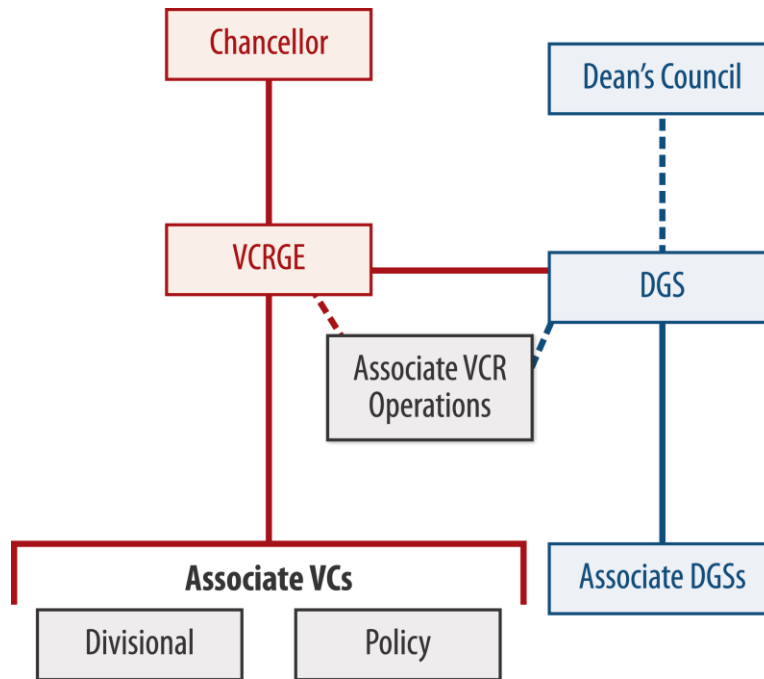 Chancellor
Dean’s Council
VCRGE
DGS
Associate VCR
Operations
Associate VCs
Associate DGSs
Divisional
Policy